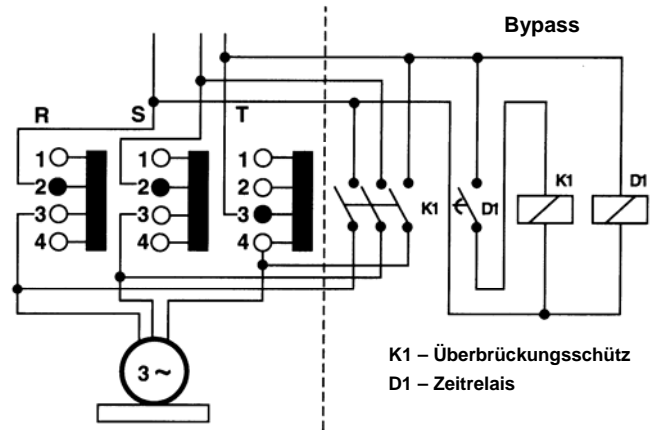 Bypass
R S T
1 1 1
2 2 2 K1 D1
3 3 3 K1 D1
4 4 4
3 ~
K1 – Überbrückungsschütz
D1 – Zeitrelais